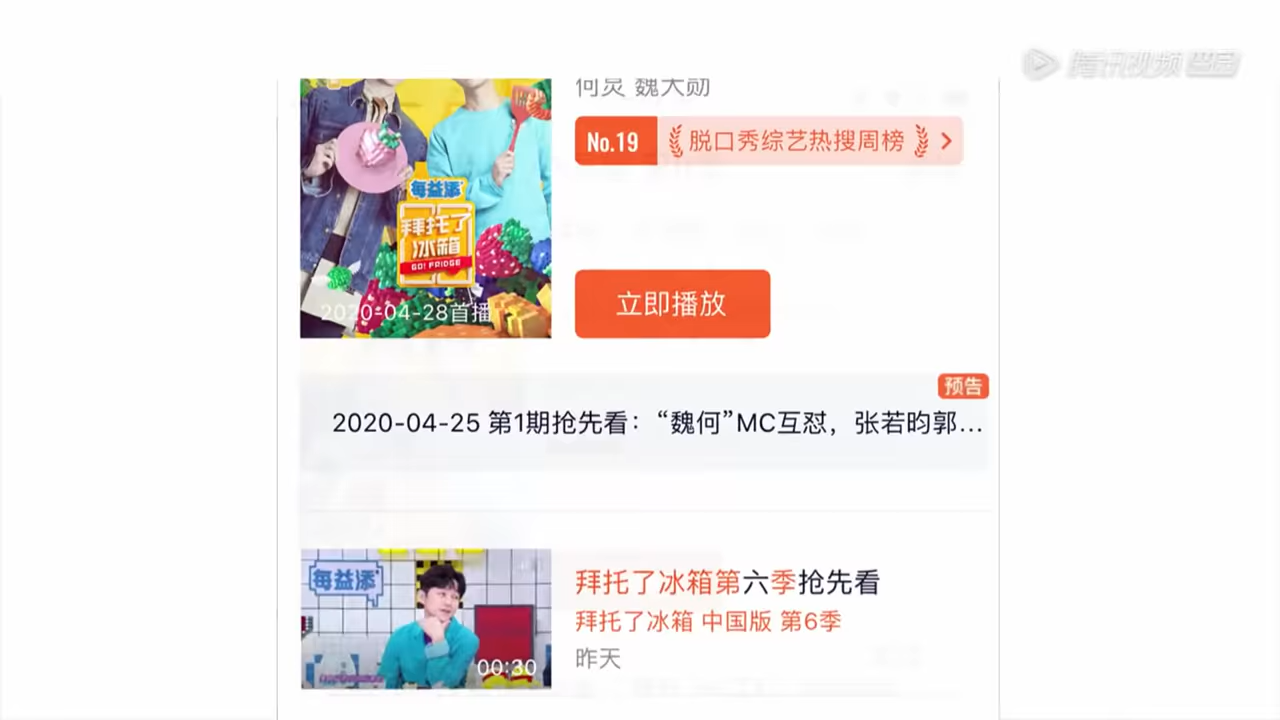 腾讯视频
何炅 魏大勋
No.19 脱口秀综艺热搜周榜
每益添
拜托了
冰箱
GO! FRIDGE
2020-04-28首播
立即播放
预告
2020-04-25 第1期抢先看：“魏何”MC互怼，张若昀郭...
每益添
00:30
拜托了冰箱第六季抢先看
拜托了冰箱 中国版 第6季
昨天